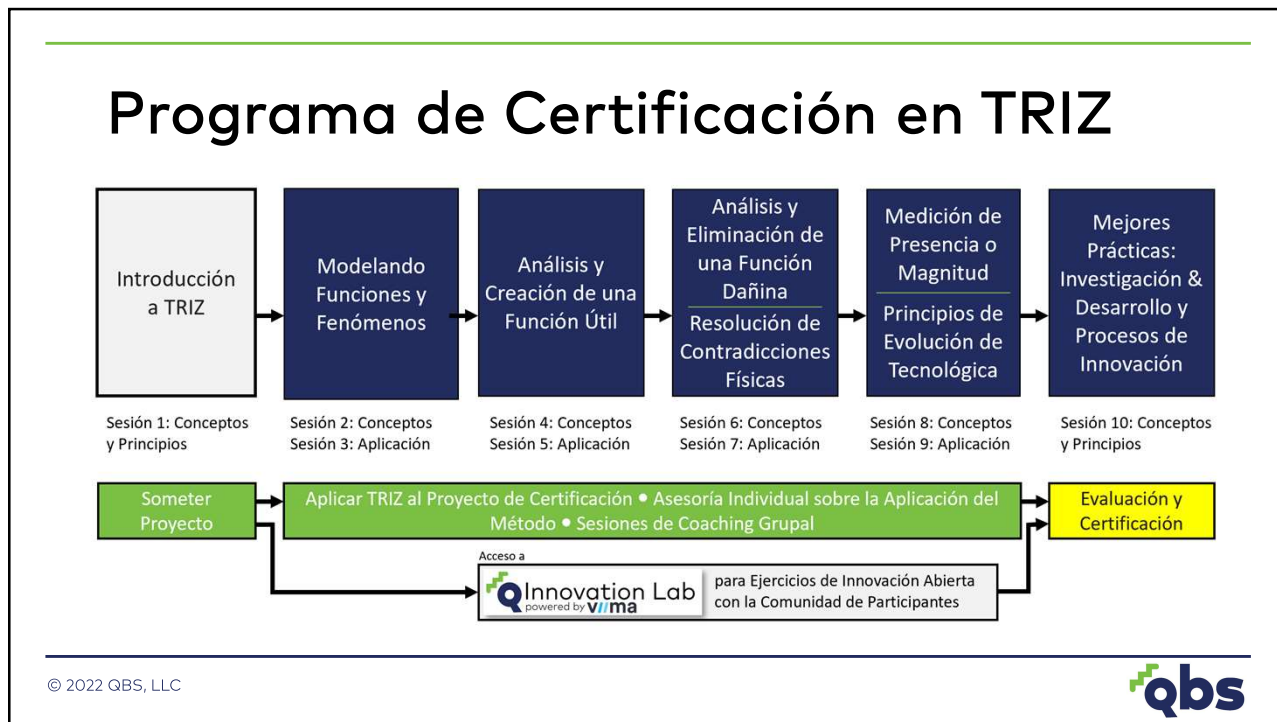 Programa de Certificación en TRIZ
Introducción
a TRIZ
Modelando
Funciones y
Fenómenos
Análisis y
Creación de una
Función Útil
Análisis y
Eliminación de
una Función
Dañina
Resolución de
Contradicciones
Físicas
Medición de
Presencia o
Magnitud
Principios de
Evolución de
Tecnológica
Mejores
Prácticas:
Investigación &
Desarrollo y
Procesos de
Innovación
Sesión 1: Conceptos
y Principios
Sesión 2: Conceptos
Sesión 3: Aplicación
Sesión 4: Conceptos
Sesión 5: Aplicación
Sesión 6: Conceptos
Sesión 7: Aplicación
Sesión 8: Conceptos
Sesión 9: Aplicación
Sesión 10: Conceptos
y Principios
Someter
Proyecto
Aplicar TRIZ al Proyecto de Certificación • Asesoría Individual sobre la Aplicación del
Método • Sesiones de Coaching Grupal
Evaluación y
Certificación
Acceso a
QInnovation Lab
powered by viima
para Ejercicios de Innovación Abierta
con la Comunidad de Participantes
© 2022 QBS, LLC
qbs